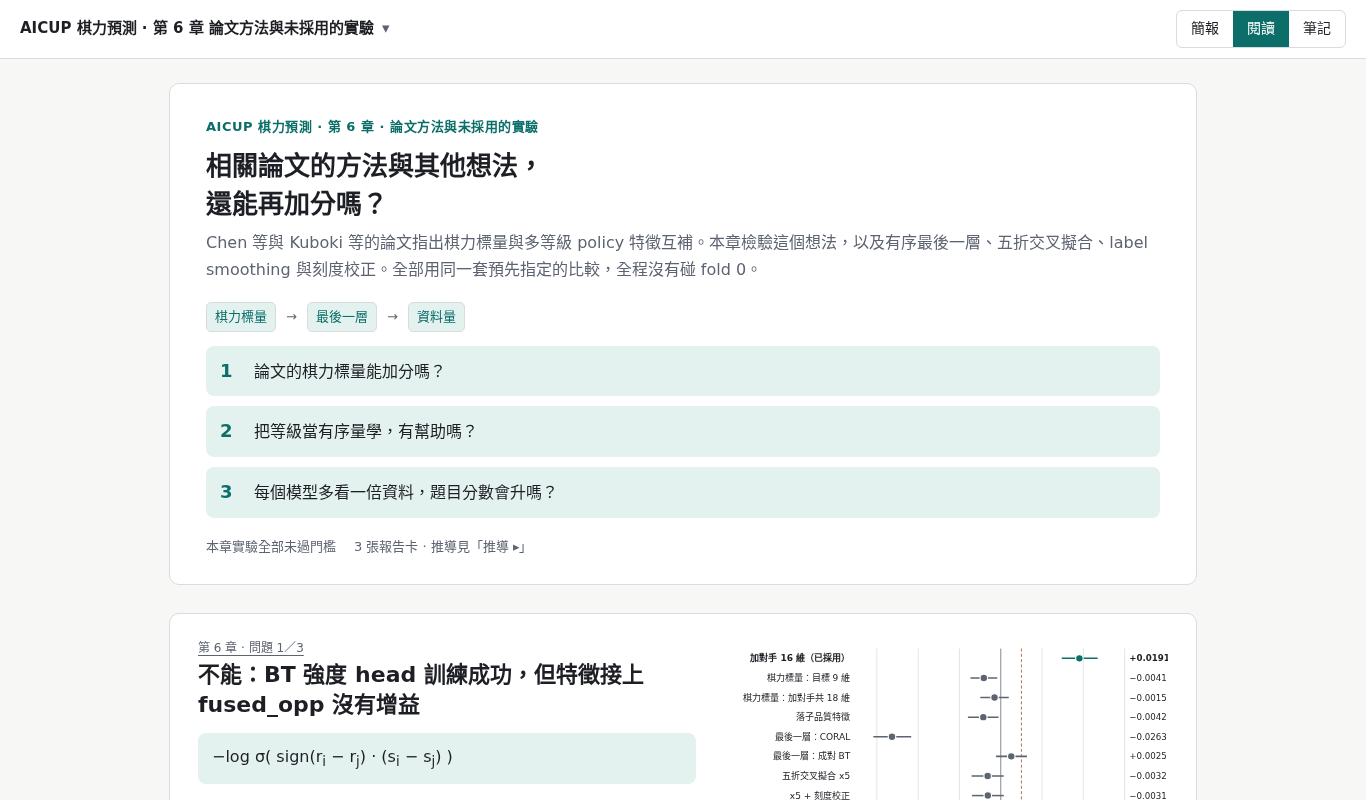 AICUP 棋力預測 · 第 6 章 論文方法與未採用的實驗 ▾
簡報 閱讀 筆記
AICUP 棋力預測 · 第 6 章 · 論文方法與未採用的實驗
相關論文的方法與其他想法，
還能再加分嗎？
Chen 等與 Kuboki 等的論文指出棋力標量與多等級 policy 特徵互補。本章檢驗這個想法，以及有序最後一層、五折交叉擬合、label
smoothing 與刻度校正。全部用同一套預先指定的比較，全程沒有碰 fold 0。
棋力標量 → 最後一層 → 資料量
1 論文的棋力標量能加分嗎？
2 把等級當有序量學，有幫助嗎？
3 每個模型多看一倍資料，題目分數會升嗎？
本章實驗全部未過門檻 3 張報告卡 · 推導見「推導 ▸」
第 6 章 · 問題 1／3
不能：BT 強度 head 訓練成功，但特徵接上
fused_opp 沒有增益
−log σ( sign(r_i − r_j) · (s_i − s_j) )
加對手 16 維（已採用） +0.0191
棋力標量：目標 9 維 −0.0041
棋力標量：加對手共 18 維 −0.0015
落子品質特徵 −0.0042
最後一層：CORAL −0.0263
最後一層：成對 BT +0.0025
五折交叉擬合 x5 −0.0032
x5 + 刻度校正 −0.0031